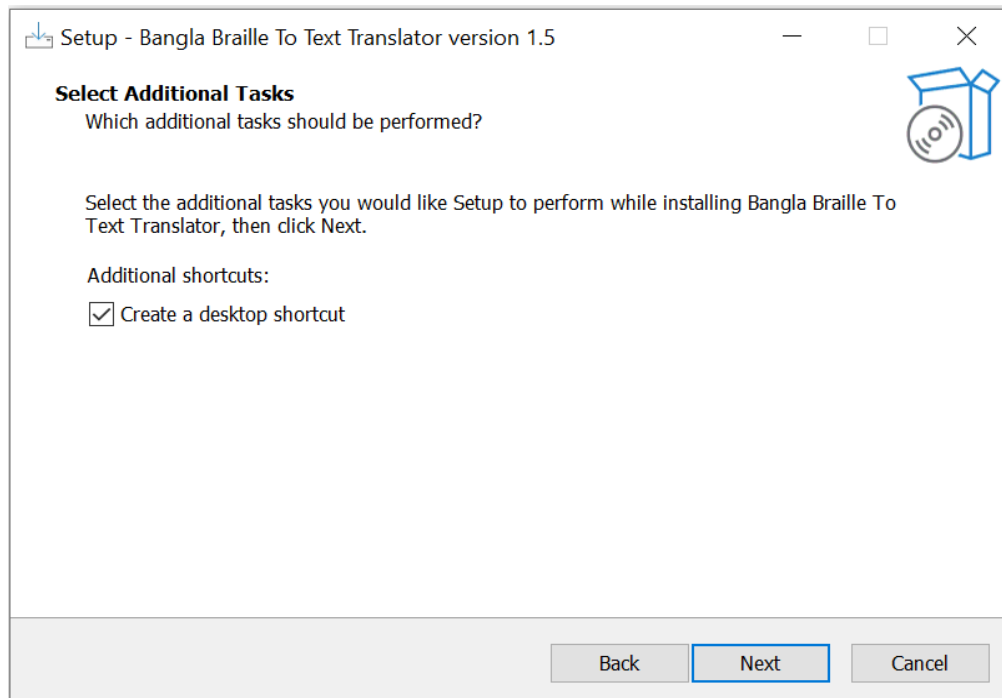 Setup - Bangla Braille To Text Translator version 1.5
Select Additional Tasks
Which additional tasks should be performed?
Select the additional tasks you would like Setup to perform while installing Bangla Braille To
Text Translator, then click Next.
Additional shortcuts:
Create a desktop shortcut
Back Next Cancel